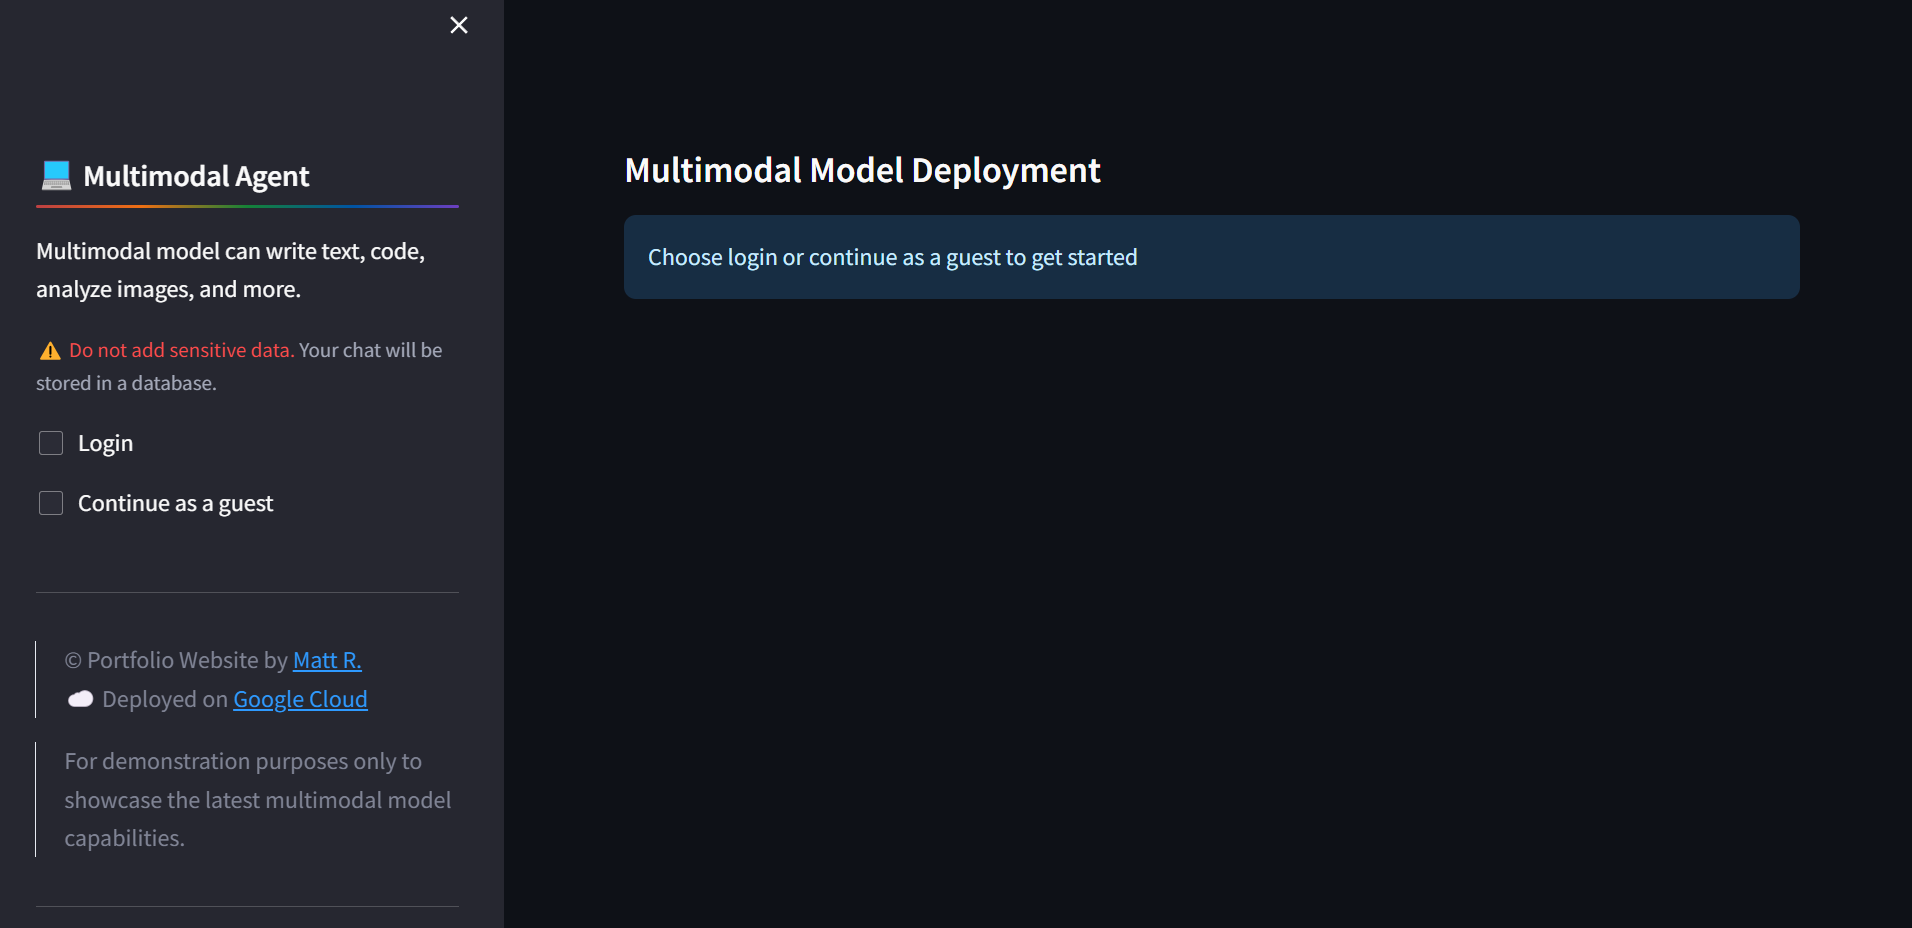 Multimodal Agent
Multimodal model can write text, code,
analyze images, and more.
Do not add sensitive data. Your chat will be
stored in a database.
Login
Continue as a guest
© Portfolio Website by Matt R.
Deployed on Google Cloud
For demonstration purposes only to
showcase the latest multimodal model
capabilities.
Multimodal Model Deployment
Choose login or continue as a guest to get started